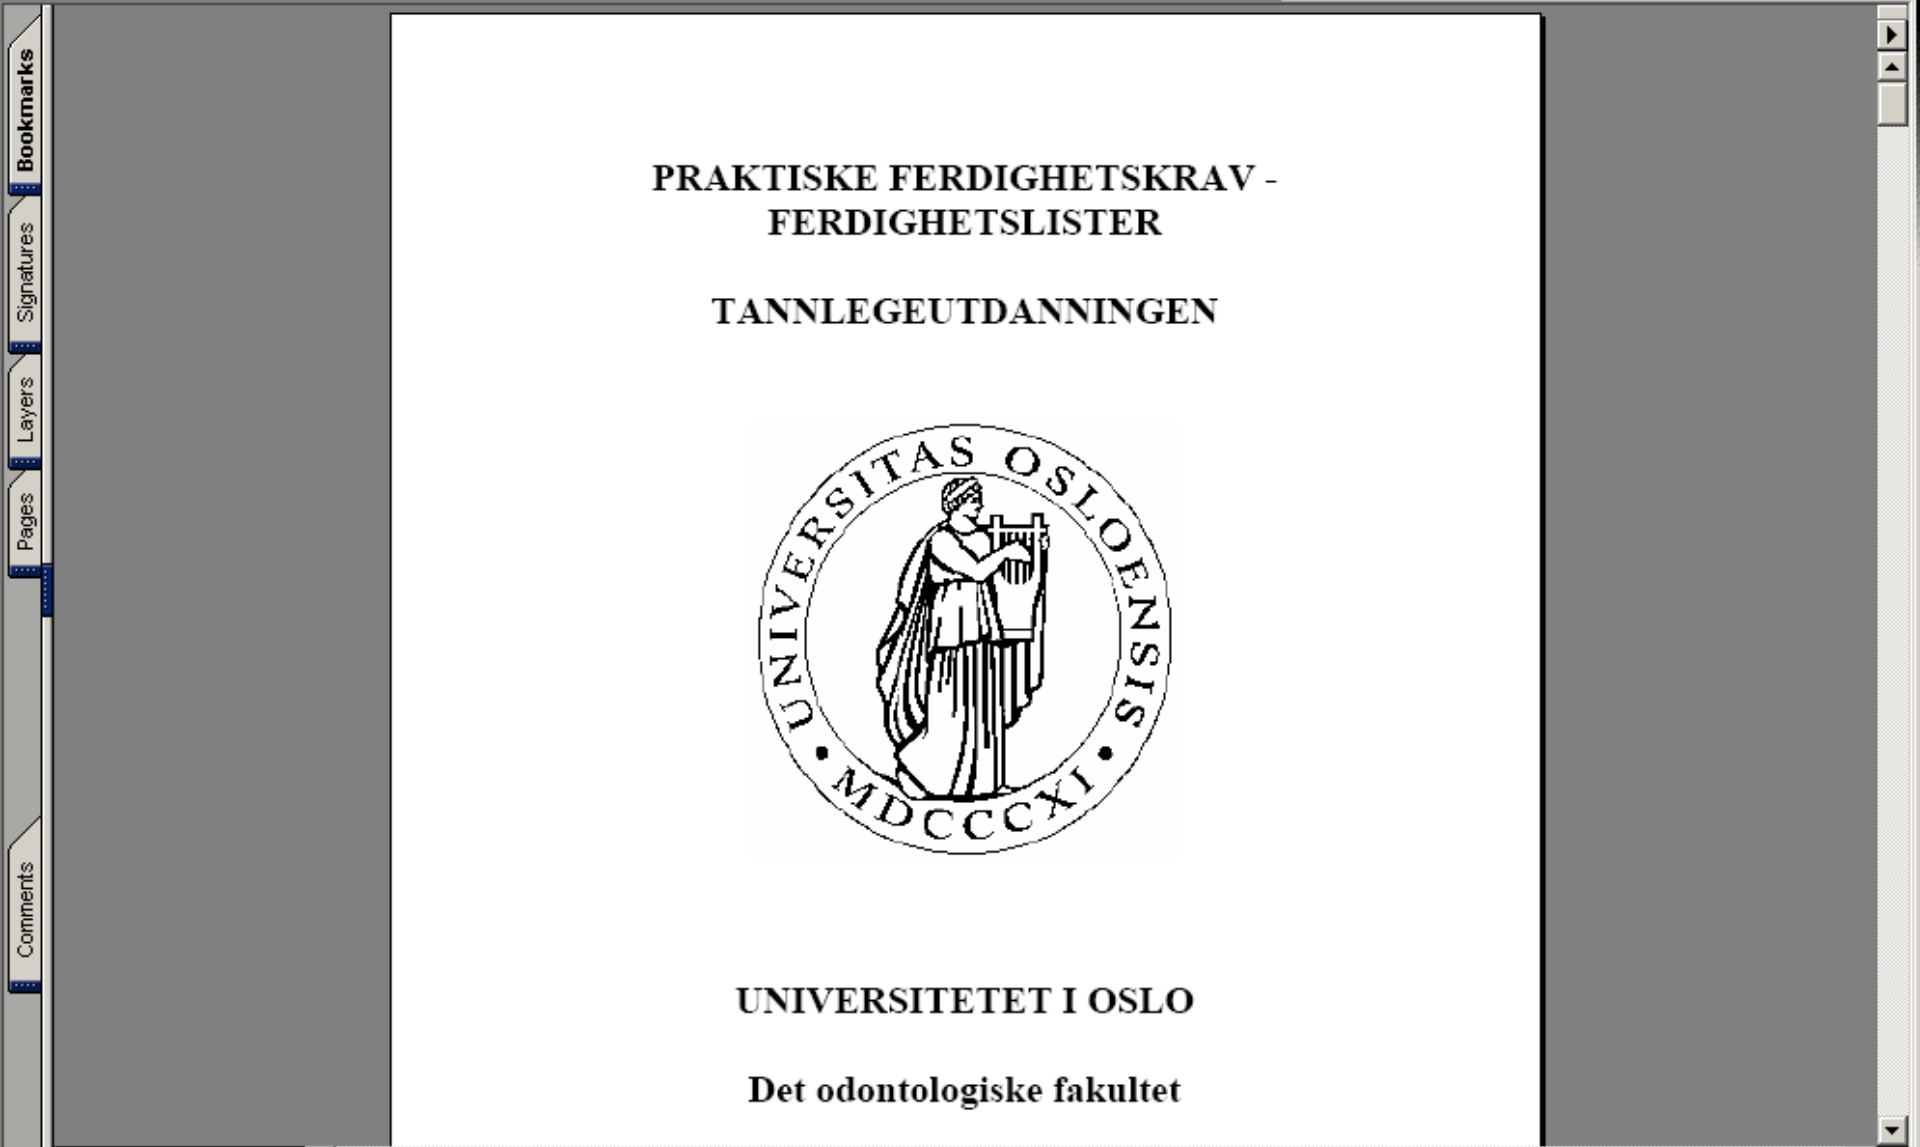 Bookmarks
Signatures
Layers
Pages
Comments
PRAKTISKE FERDIGHETSKRAV -
FERDIGHETSLISTER
TANNLEGEUTDANNINGEN
UNIVERSITAS OSLOENSIS
• MDCCCXI •
UNIVERSITETET I OSLO
Det odontologiske fakultet